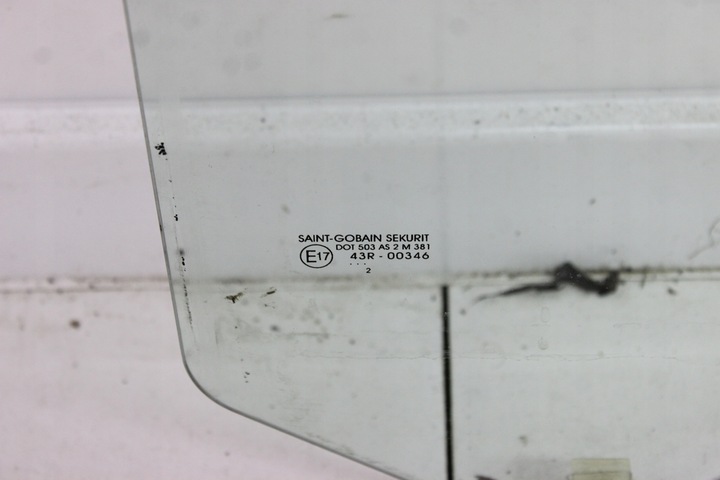 SAINT-GOBAIN SEKURIT
DOT 503 AS 2 M 381
E17 43R - 00346
...
2